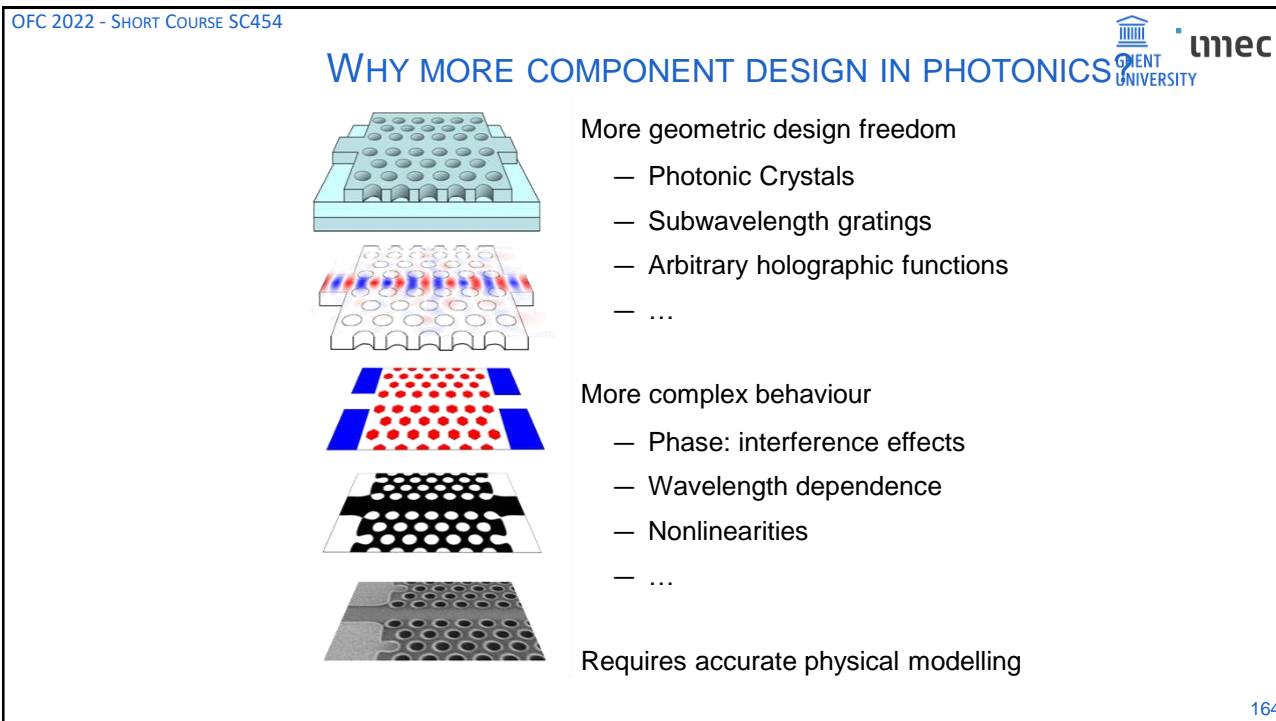 OFC 2022 - SHORT COURSE SC454
WHY MORE COMPONENT DESIGN IN PHOTONICS?
GHENT
UNIVERSITY
imec
More geometric design freedom
— Photonic Crystals
— Subwavelength gratings
— Arbitrary holographic functions
— …
More complex behaviour
— Phase: interference effects
— Wavelength dependence
— Nonlinearities
— …
Requires accurate physical modelling
164